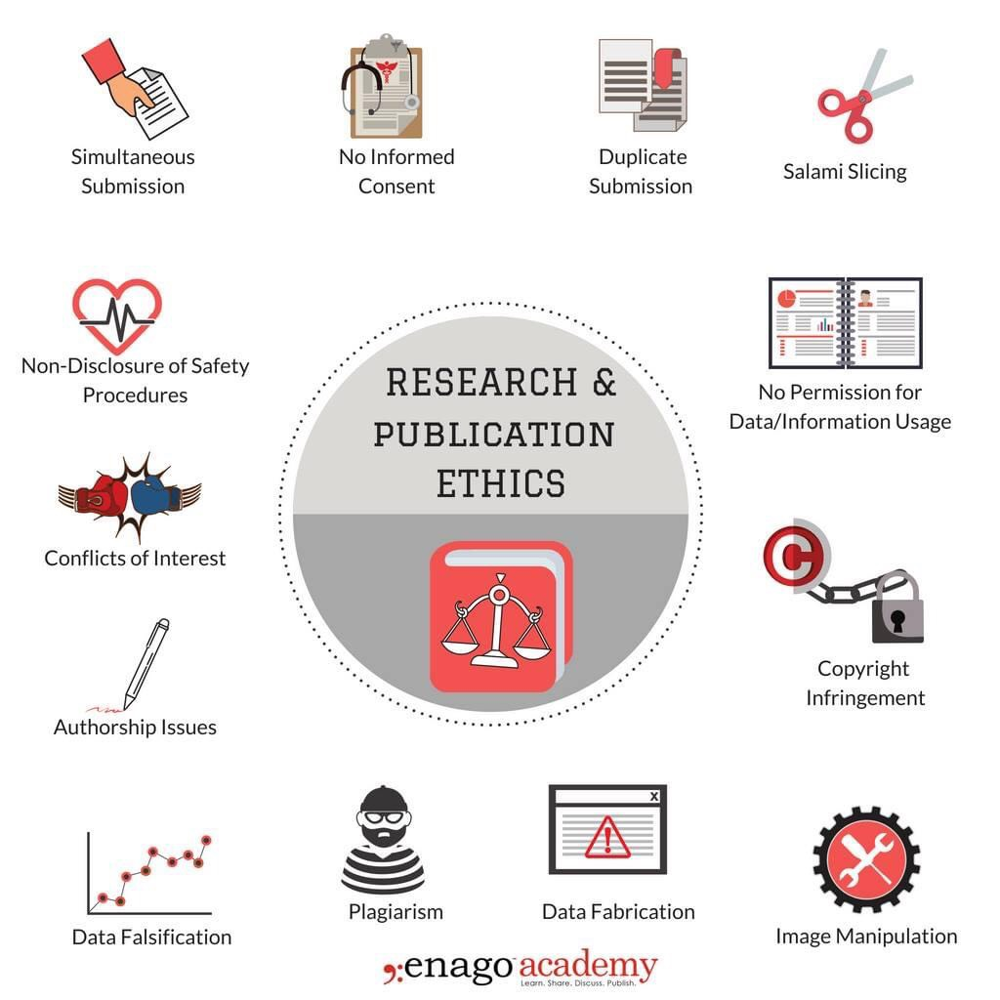 Simultaneous
Submission
No Informed
Consent
Duplicate
Submission
Salami Slicing
Non-Disclosure of Safety
Procedures
RESEARCH &
PUBLICATION
ETHICS
No Permission for
Data/Information Usage
Conflicts of Interest
C
Copyright
Infringement
Authorship Issues
Data Falsification
Plagiarism
X
Data Fabrication
Image Manipulation
enago academy
Learn. Share. Discuss. Publish.